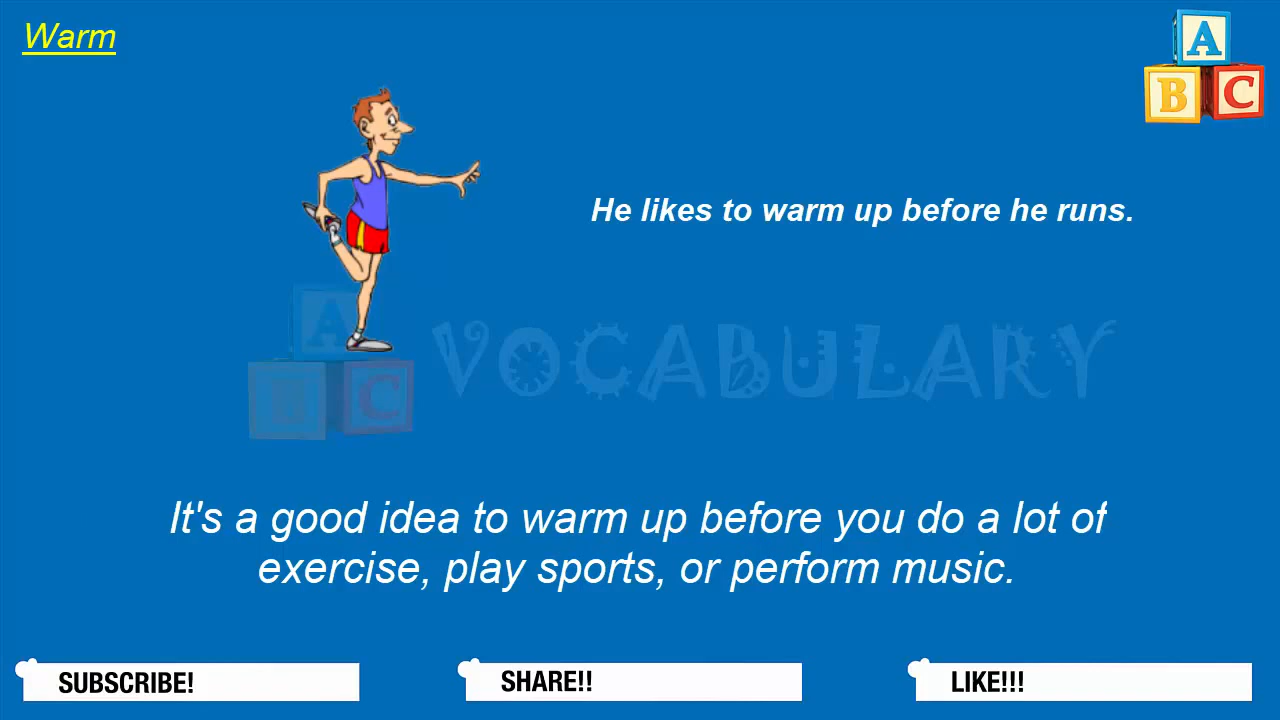 Warm
A
B C
He likes to warm up before he runs.
A
B C
VOCABULARY
It's a good idea to warm up before you do a lot of
exercise, play sports, or perform music.
SUBSCRIBE!
SHARE!!
LIKE!!!